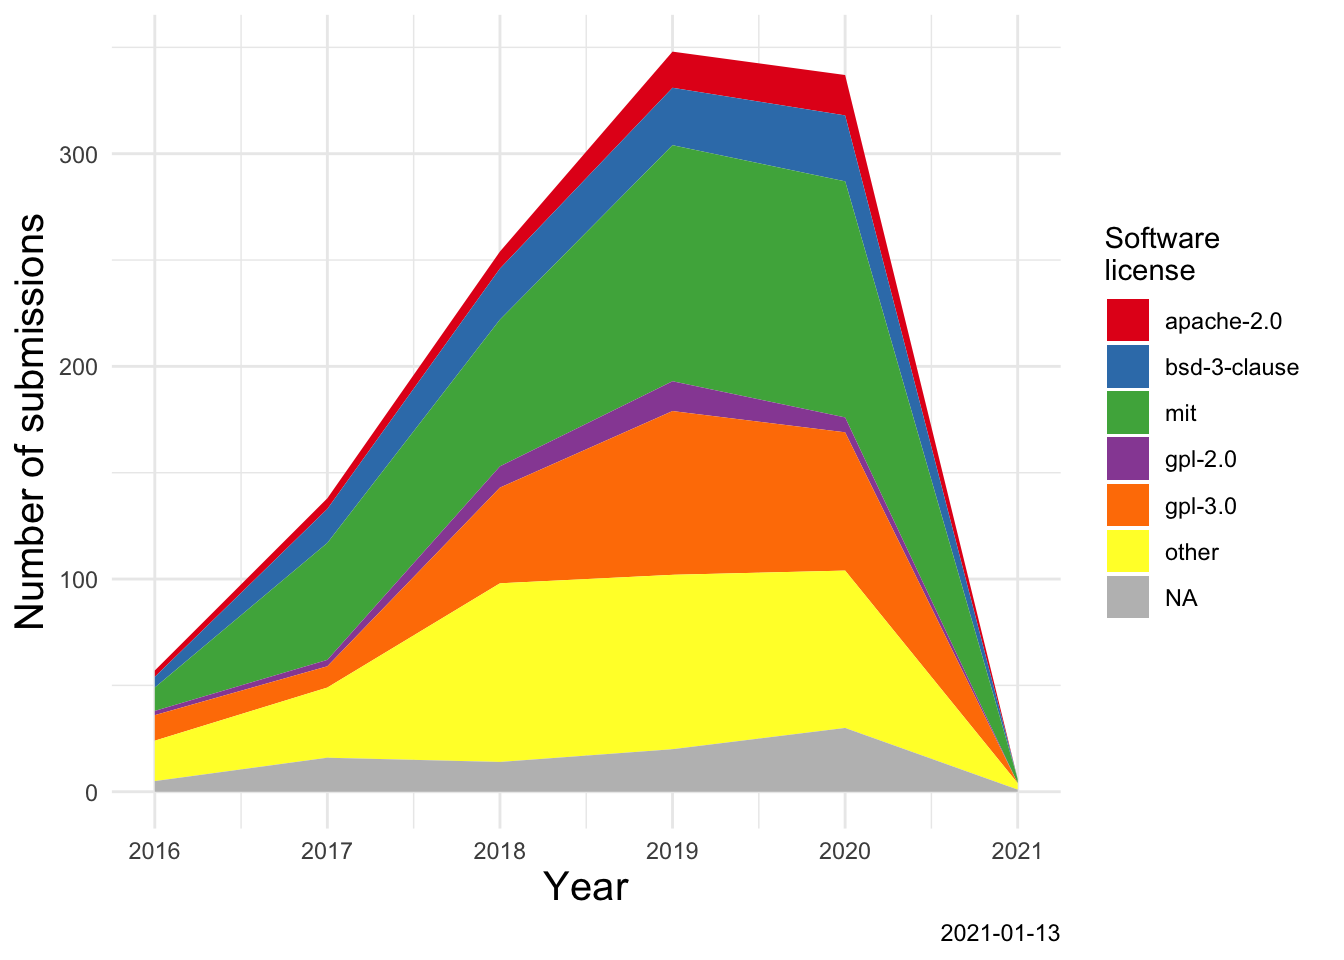 Number of submissions
300
200
100
0
2016 2017 2018 2019 2020 2021
Year
2021-01-13
Software
license
apache-2.0
bsd-3-clause
mit
gpl-2.0
gpl-3.0
other
NA